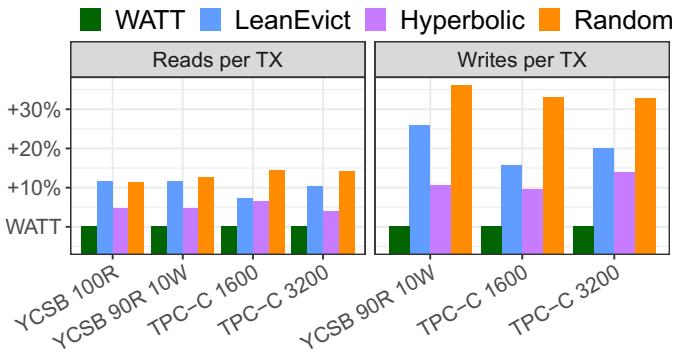 WATT LeanEvict Hyperbolic Random
Reads per TX Writes per TX
+30%
+20%
+10%
WATT
YCSB 100R YCSB 90R 10W TPC−C 1600 TPC−C 3200 YCSB 90R 10W TPC−C 1600 TPC−C 3200